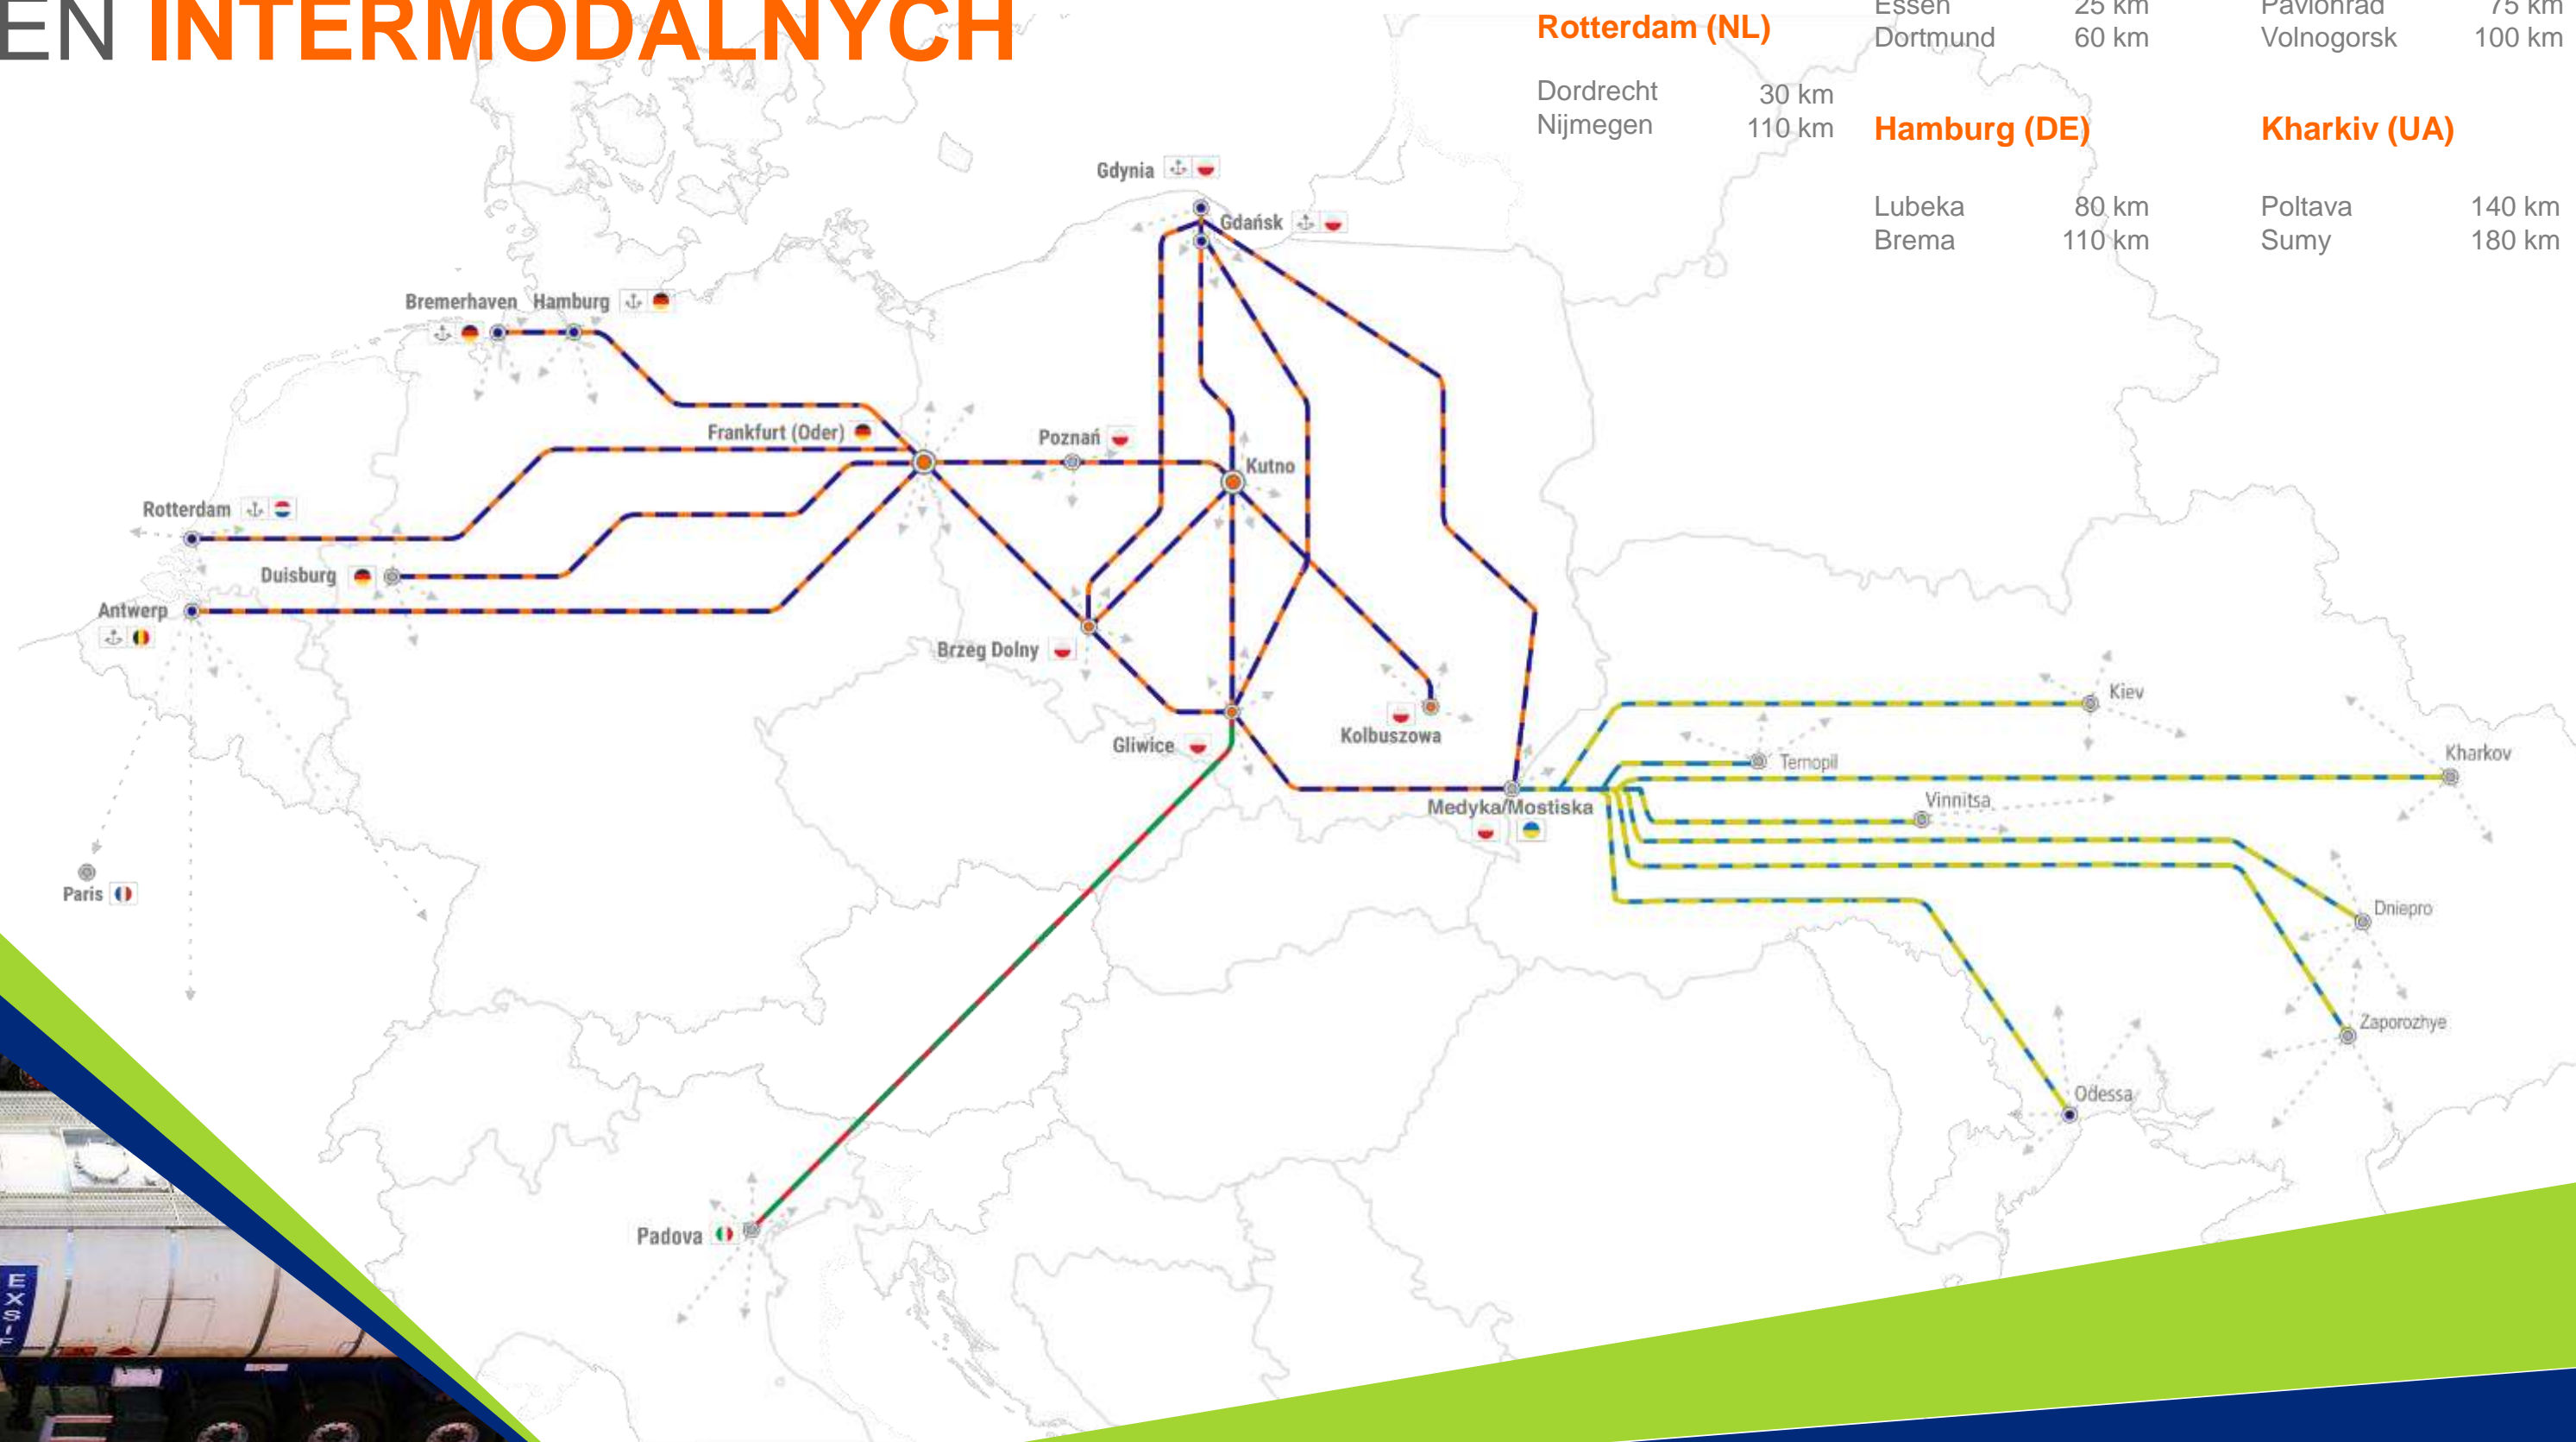 EN INTERMODALNYCH
Rotterdam (NL)
Dordrecht 30 km
Nijmegen 110 km
Essen 25 km
Dortmund 60 km
Hamburg (DE)
Lubeka 80 km
Brema 110 km
Pavlohrad 75 km
Volnogorsk 100 km
Kharkiv (UA)
Poltava 140 km
Sumy 180 km
Gdynia
Gdańsk
Bremerhaven
Hamburg
Frankfurt (Oder)
Poznań
Kutno
Rotterdam
Duisburg
Antwerp
Brzeg Dolny
Gliwice
Kolbuszowa
Medyka/Mostiska
Kiev
Ternopil
Kharkov
Vinnitsa
Paris
Dniepro
Zaporozhye
Odessa
Padova
EXSIF